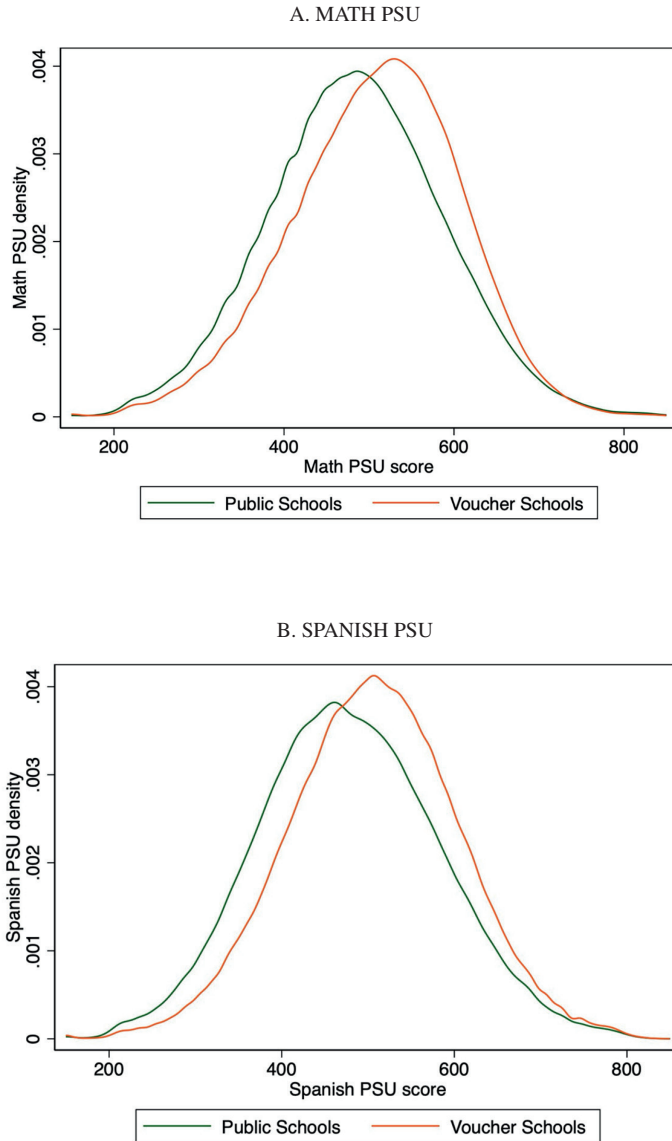 A. MATH PSU
.004
.003
.002
.001
0
Math PSU density
200 400 600 800
Math PSU score
Public Schools Voucher Schools
B. SPANISH PSU
.004
.003
.002
.001
0
Spanish PSU density
200 400 600 800
Spanish PSU score
Public Schools Voucher Schools